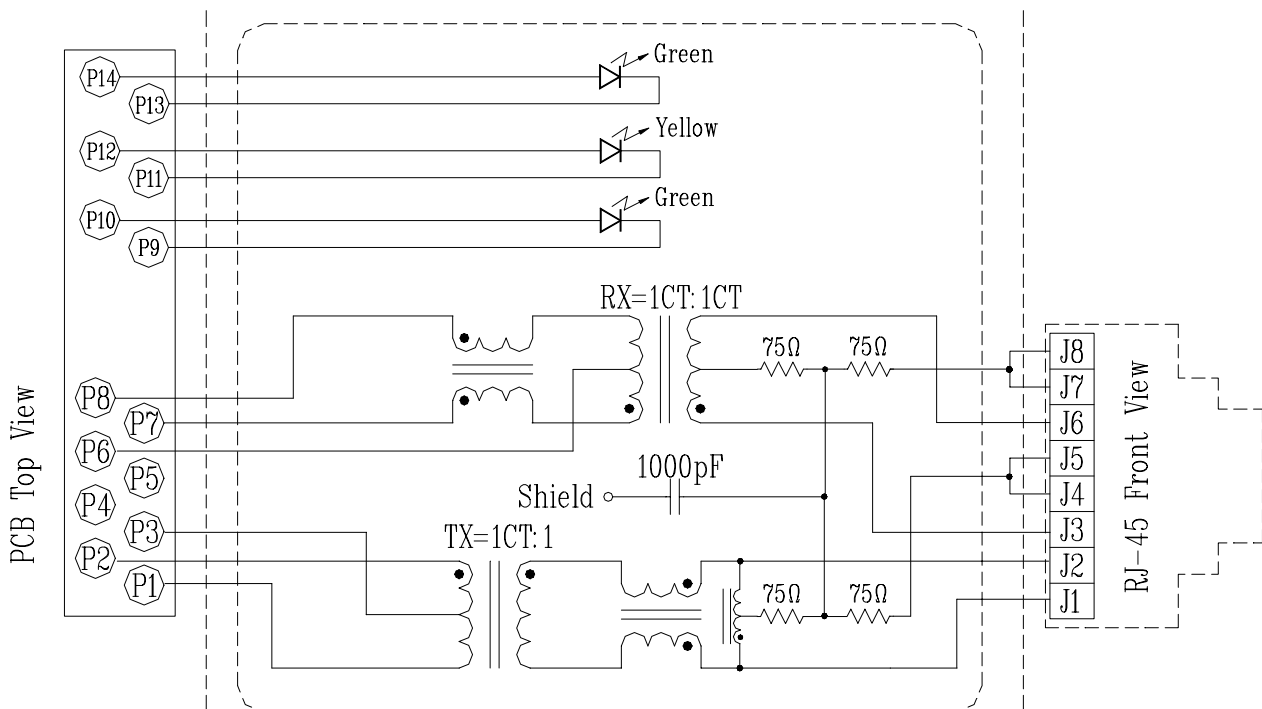 P14
Green
P13
P12
Yellow
P11
P10
Green
P9
RX=1CT:1CT
75Ω
75Ω
P8
P7
P6
P5
P4
P3
P2
P1
1000pF
Shield
TX=1CT:1
75Ω
75Ω
J8
J7
J6
J5
J4
J3
J2
J1
PCB Top View
RJ-45 Front View